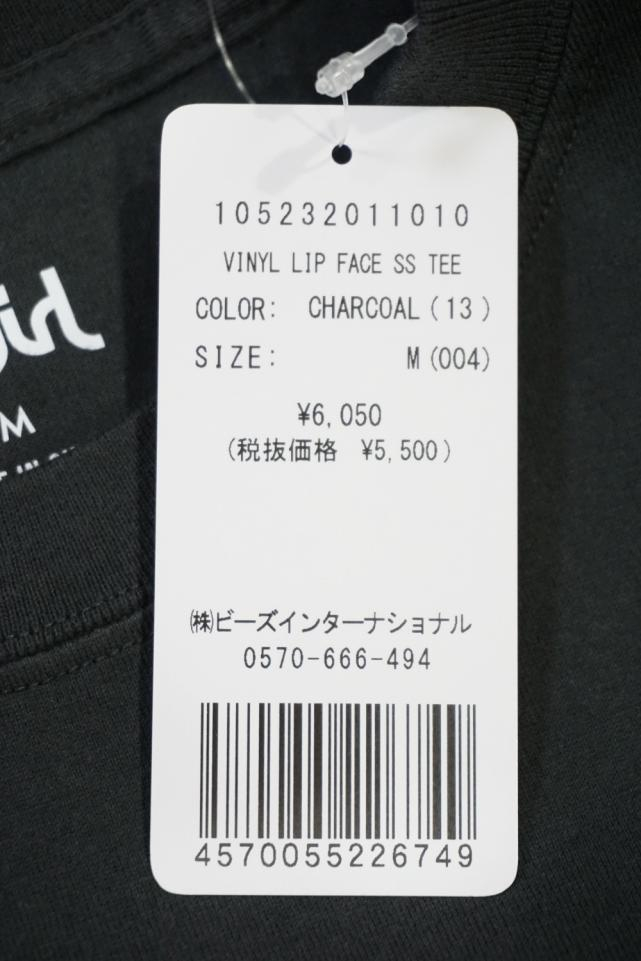 105232011010
VINYL LIP FACE SS TEE
COLOR: CHARCOAL(13)
SIZE: M(004)
¥6,050
(税抜価格 ¥5,500)
㈱ビーズインターナショナル
0570-666-494
4570055226749
M